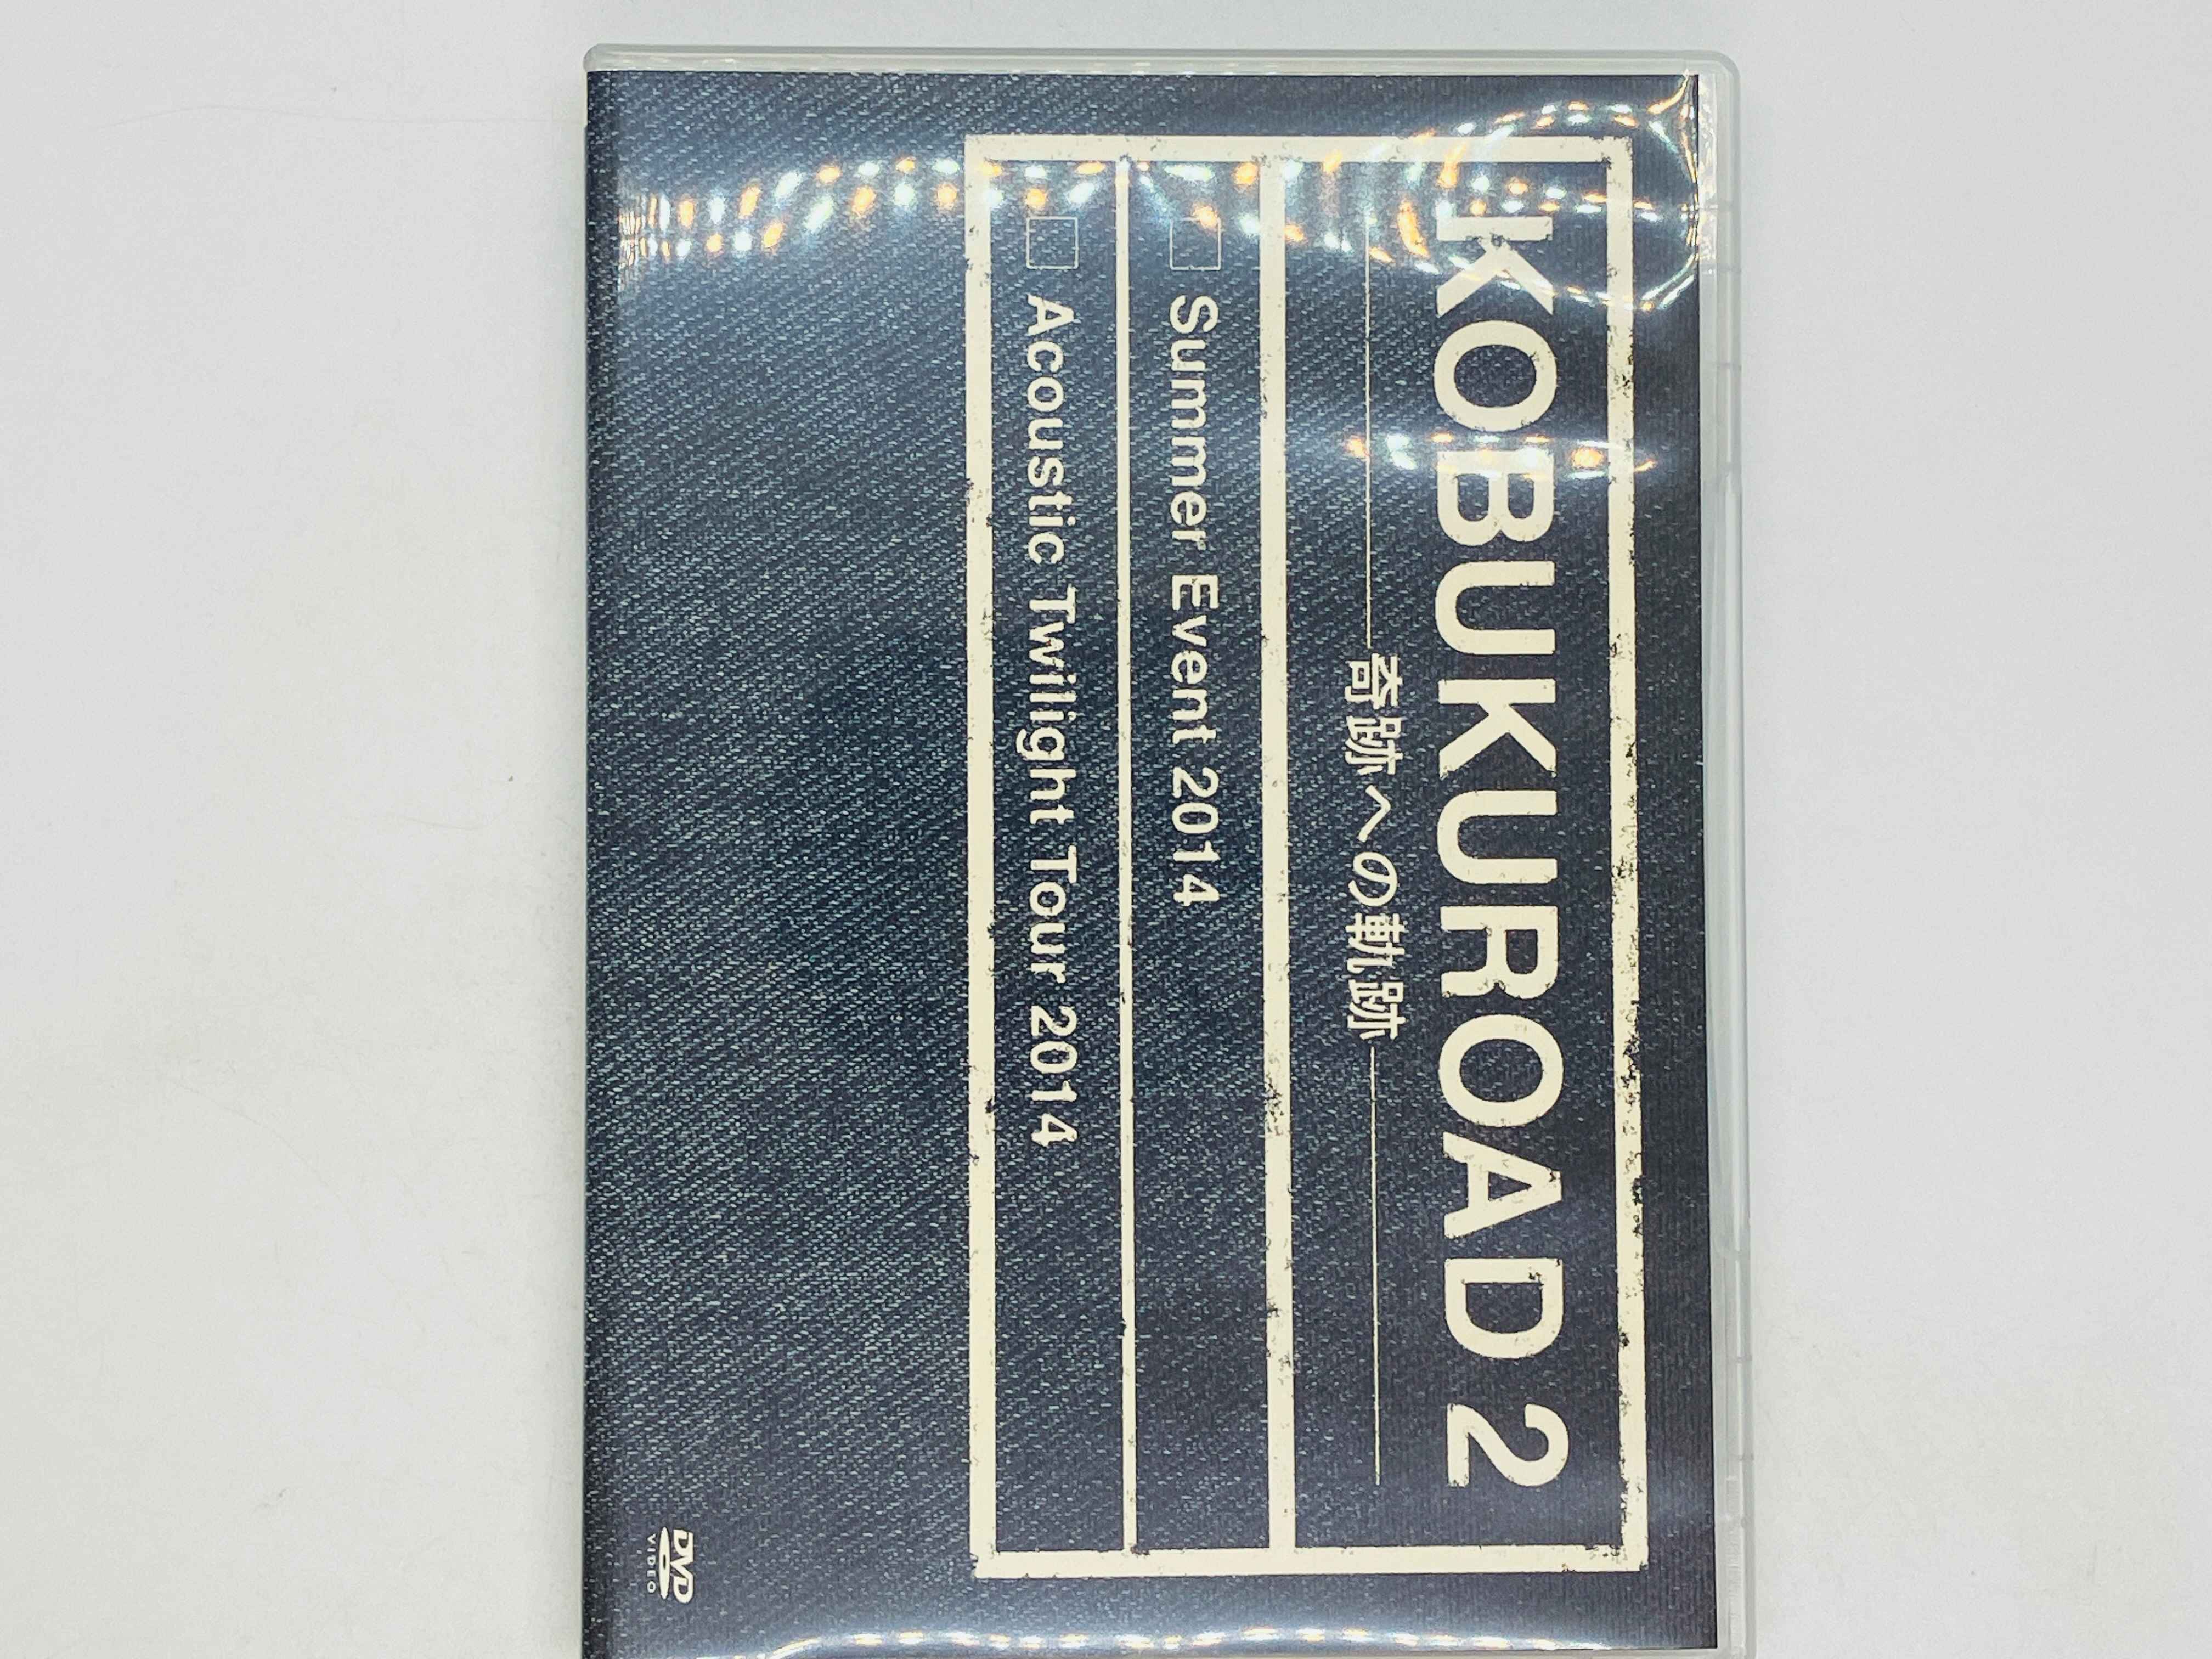 KOBUKUROAD 2
奇跡への軌跡
Summer Event 2014
Acoustic Twilight Tour 2014
DVD
VIDEO